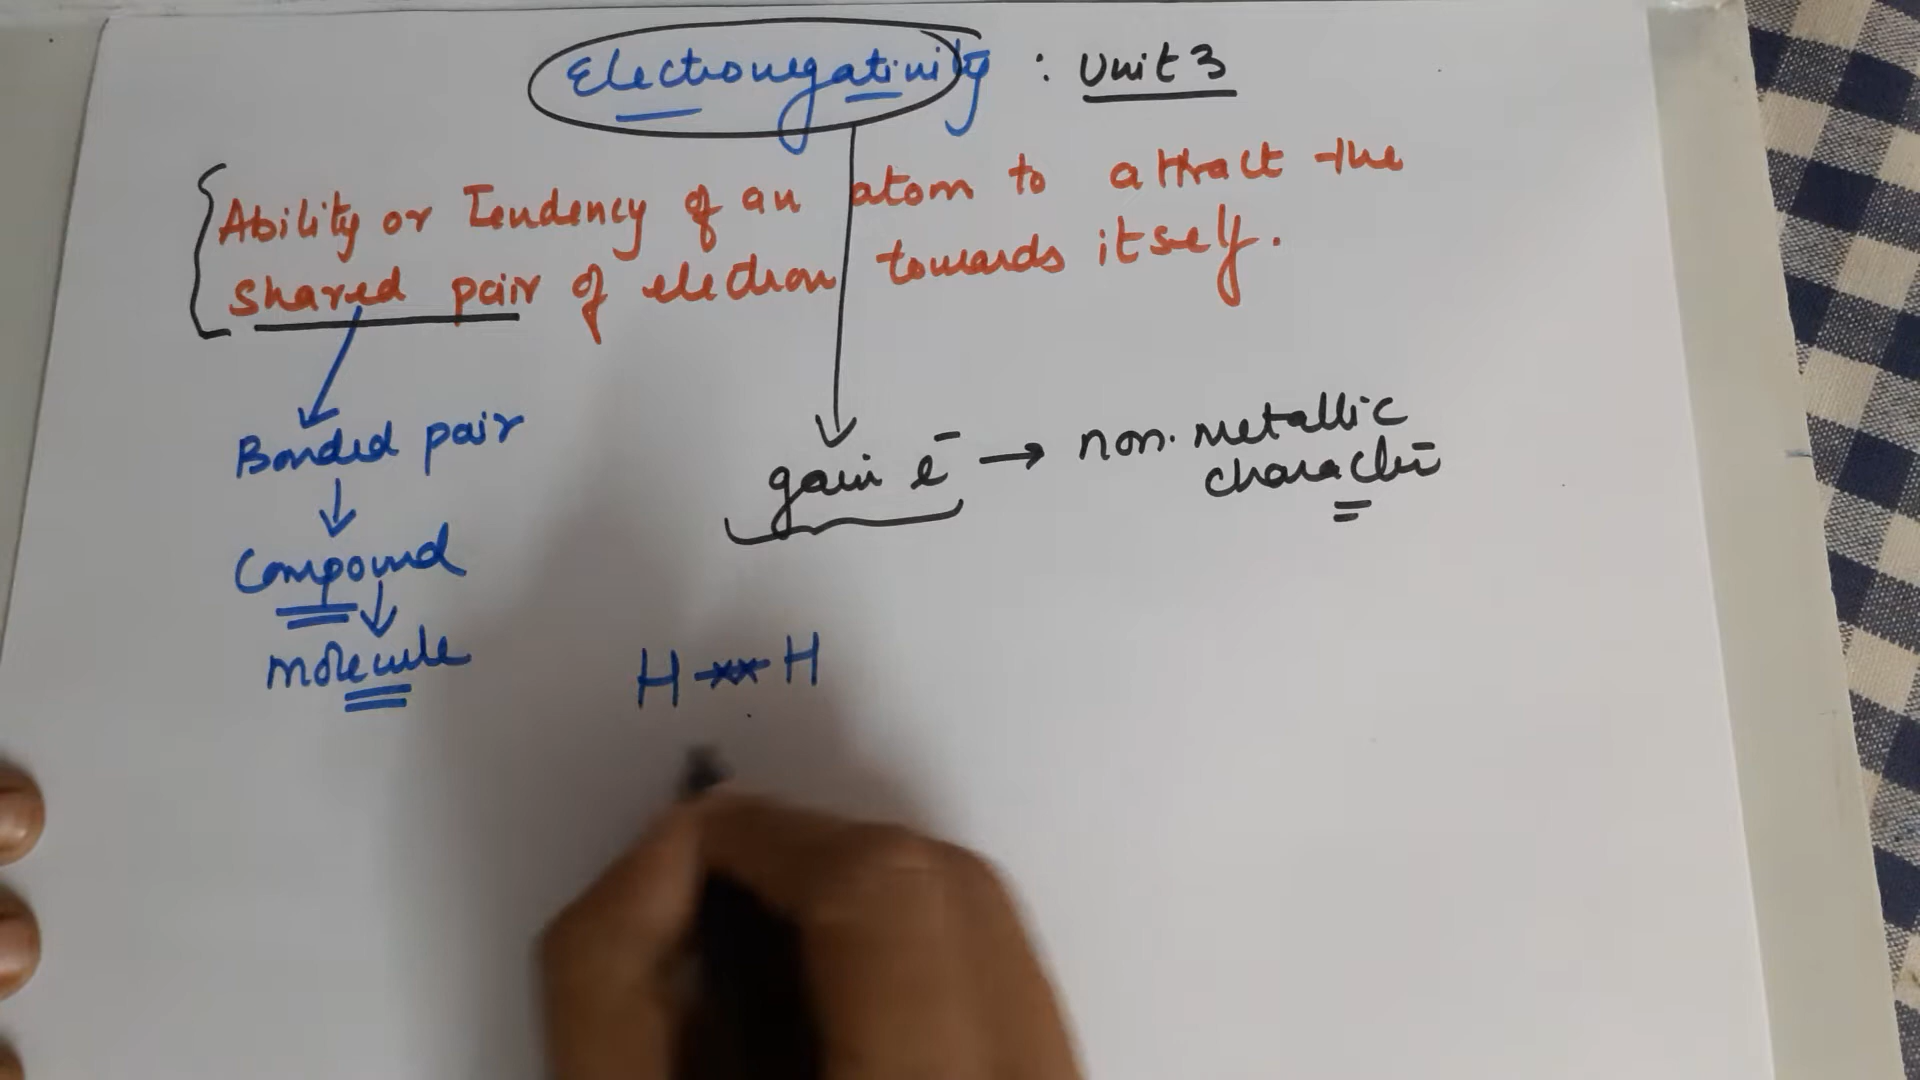 Electronegativity : Unit 3
Ability or Tendency of an atom to attract the
shared pair of electron towards itself.
Bonded pair
gain e⁻ → non-metallic
character
Compound
Molecule
H-xx-H